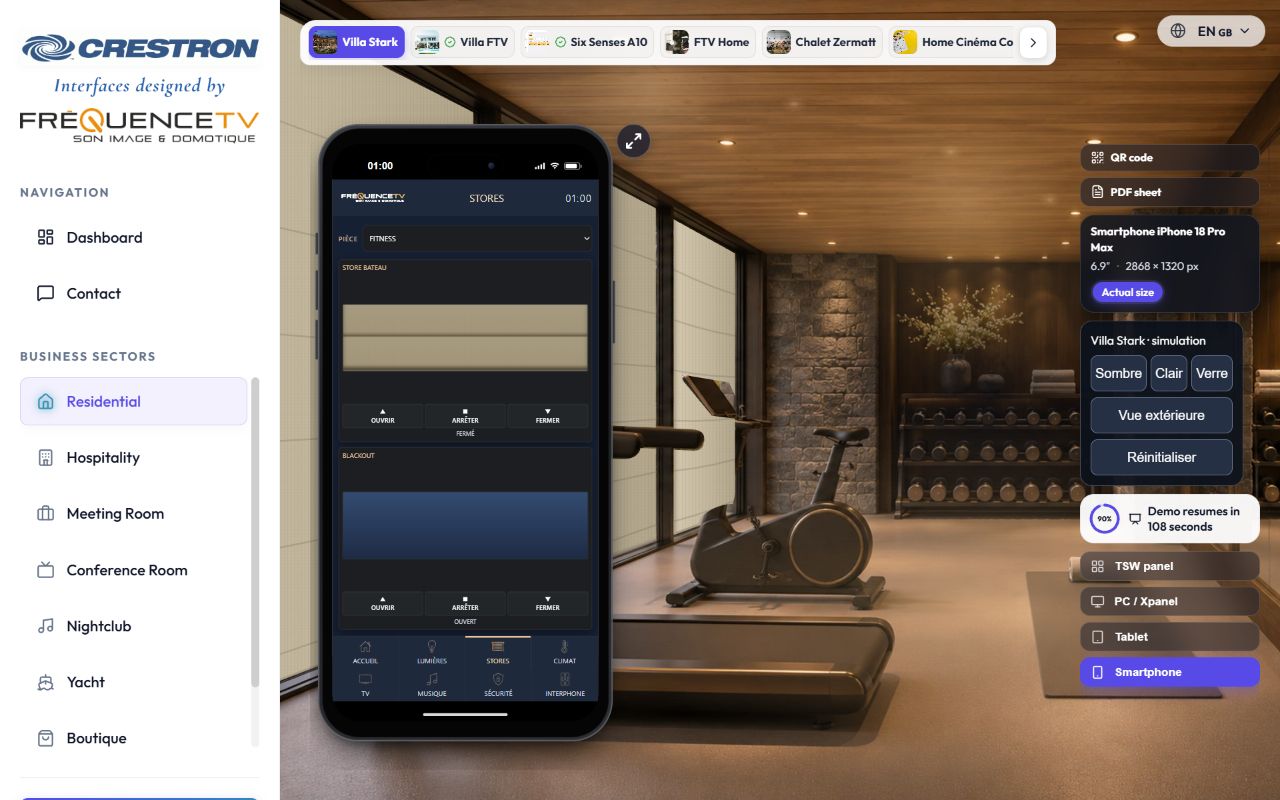 CRESTRON
Interfaces designed by
FRÉQUENCETV
SON IMAGE & DOMOTIQUE
NAVIGATION
Dashboard
Contact
BUSINESS SECTORS
Residential
Hospitality
Meeting Room
Conference Room
Nightclub
Yacht
Boutique
Villa Stark
Villa FTV
Six Senses A10
FTV Home
Chalet Zermatt
Home Cinéma Co
EN GB
01:00
FRÉQUENCETV
STORES
01:00
PIÈCE
FITNESS
STORE BATEAU
OUVRIR
ARRÊTER
FERMER
FERMÉ
BLACKOUT
OUVRIR
ARRÊTER
FERMER
OUVERT
ACCUEIL
LUMIÈRES
STORES
CLIMAT
TV
MUSIQUE
SÉCURITÉ
INTERPHONE
QR code
PDF sheet
Smartphone iPhone 18 Pro
Max
6.9" · 2868 × 1320 px
Actual size
Villa Stark · simulation
Sombre
Clair
Verre
Vue extérieure
Réinitialiser
90%
Demo resumes in
108 seconds
TSW panel
PC / Xpanel
Tablet
Smartphone